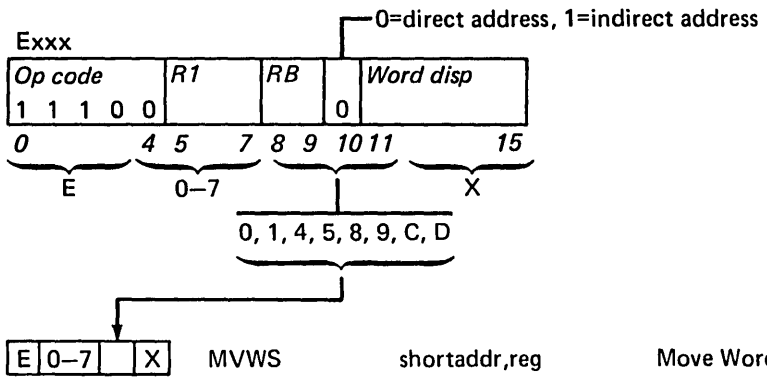 0=direct address, 1=indirect address
Exxx
Op code R1 RB Word disp
1 1 1 0 0 0
0 4 5 7 8 9 10 11 15
E 0–7 X
0, 1, 4, 5, 8, 9, C, D
E 0–7 X MVWS shortaddr,reg Move Word